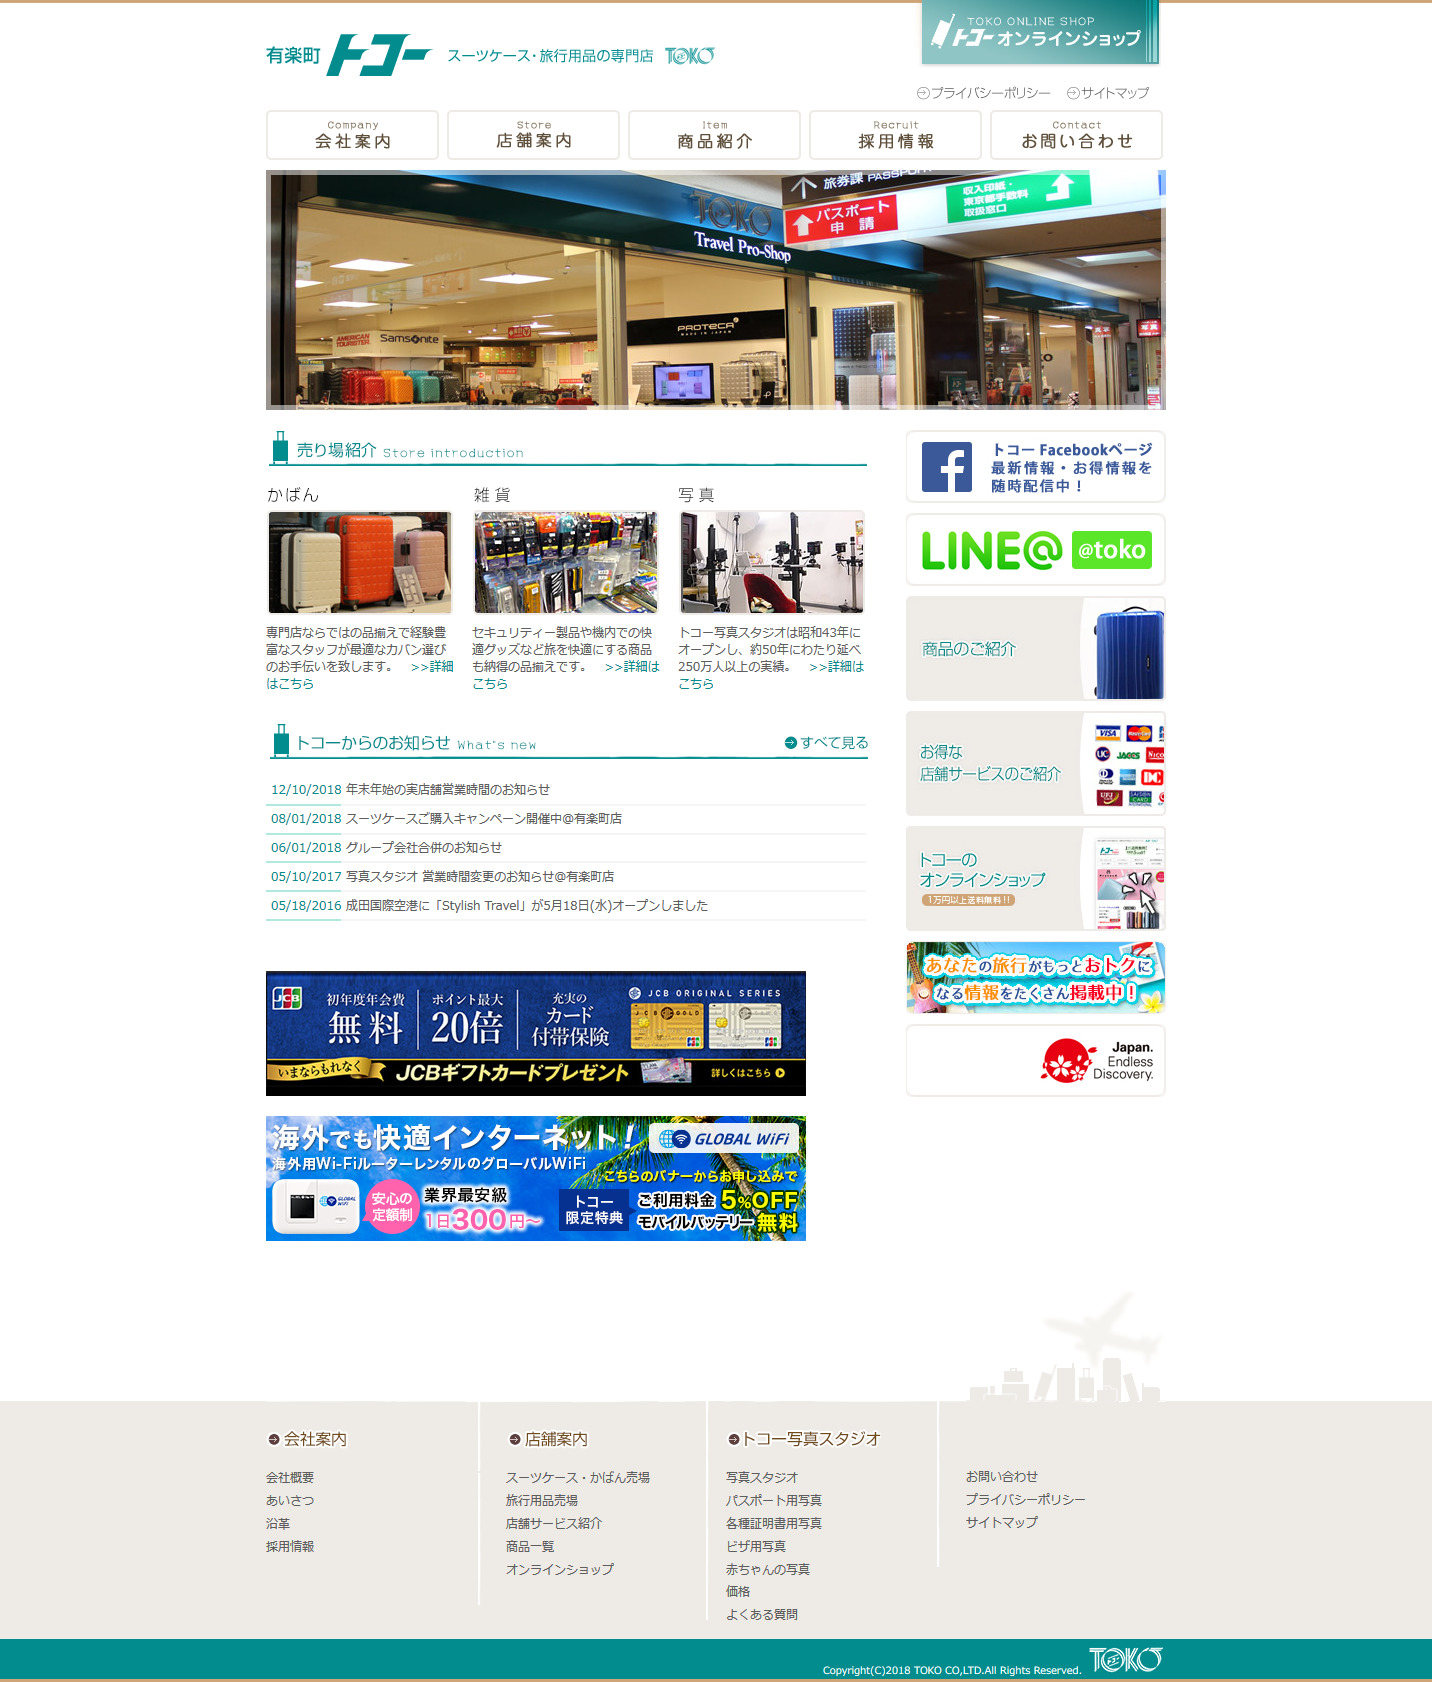 TOKO ONLINE SHOP
トコー オンラインショップ
有楽町 トコー スーツケース・旅行用品の専門店 TOKO
プライバシーポリシー サイトマップ
Company
会社案内
Store
店舗案内
Item
商品紹介
Recruit
採用情報
Contact
お問い合わせ
旅券課 PASSPORT
収入印紙・
東京都手数料
取扱窓口
パスポート
申請
TOKO
Travel Pro-Shop
PROTECA
MADE IN JAPAN
AMERICAN
TOURISTER
Samsonite
売り場紹介 Store introduction
かばん
専門店ならではの品揃えで経験豊
富なスタッフが最適なカバン選び
のお手伝いを致します。 >>詳細
はこちら
雑貨
セキュリティー製品や機内での快
適グッズなど旅を快適にする商品
も納得の品揃えです。 >>詳細は
こちら
写真
トコー写真スタジオは昭和43年に
オープンし、約50年にわたり延べ
250万人以上の実績。 >>詳細は
こちら
トコーからのお知らせ What's new すべて見る
12/10/2018 年末年始の実店舗営業時間のお知らせ
08/01/2018 スーツケースご購入キャンペーン開催中@有楽町店
06/01/2018 グループ会社合併のお知らせ
05/10/2017 写真スタジオ 営業時間変更のお知らせ@有楽町店
05/18/2016 成田国際空港に「Stylish Travel」が5月18日(水)オープンしました
JCB
初年度年会費
無料
ポイント最大
20倍
充実の
カード
付帯保険
JCB ORIGINAL SERIES
いまならもれなく JCBギフトカードプレゼント 詳しくはこちら
海外でも快適インターネット！ GLOBAL WiFi
海外用Wi-FiルーターレンタルのグローバルWiFi
こちらのバナーからお申し込みで
安心の
定額制
業界最安級
1日300円～
トコー
限定特典
ご利用料金 5%OFF
モバイルバッテリー無料
トコー Facebookページ
最新情報・お得情報を
随時配信中！
LINE@ @toko
商品のご紹介
お得な
店舗サービスのご紹介
VISA
JACCS
DC
トコーの
オンラインショップ
1万円以上送料無料!!
あなたの旅行がもっとおトクに
なる情報をたくさん掲載中！
Japan.
Endless
Discovery.
会社案内
会社概要
あいさつ
沿革
採用情報
店舗案内
スーツケース・かばん売場
旅行用品売場
店舗サービス紹介
商品一覧
オンラインショップ
トコー写真スタジオ
写真スタジオ
パスポート用写真
各種証明書用写真
ビザ用写真
赤ちゃんの写真
価格
よくある質問
お問い合わせ
プライバシーポリシー
サイトマップ
Copyright(C)2018 TOKO CO,LTD.All Rights Reserved. TOKO